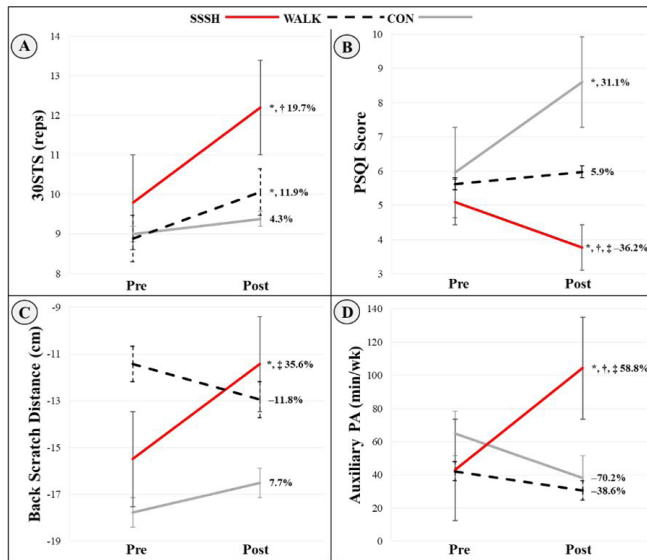 SSSH WALK CON
A
30STS (reps)
13
12
11
10
9
8
*, † 19.7%
*, 11.9%
4.3%
Pre Post
B
PSQI Score
10
9
8
7
6
5
4
3
*, 31.1%
5.9%
*, †, ‡ –36.2%
Pre Post
C
Back Scratch Distance (cm)
-9
-11
-13
-15
-17
-19
*, ‡ 35.6%
–11.8%
7.7%
Pre Post
D
Auxiliary PA (min/wk)
140
120
100
80
60
40
20
0
*, †, ‡ 58.8%
–70.2%
–38.6%
Pre Post